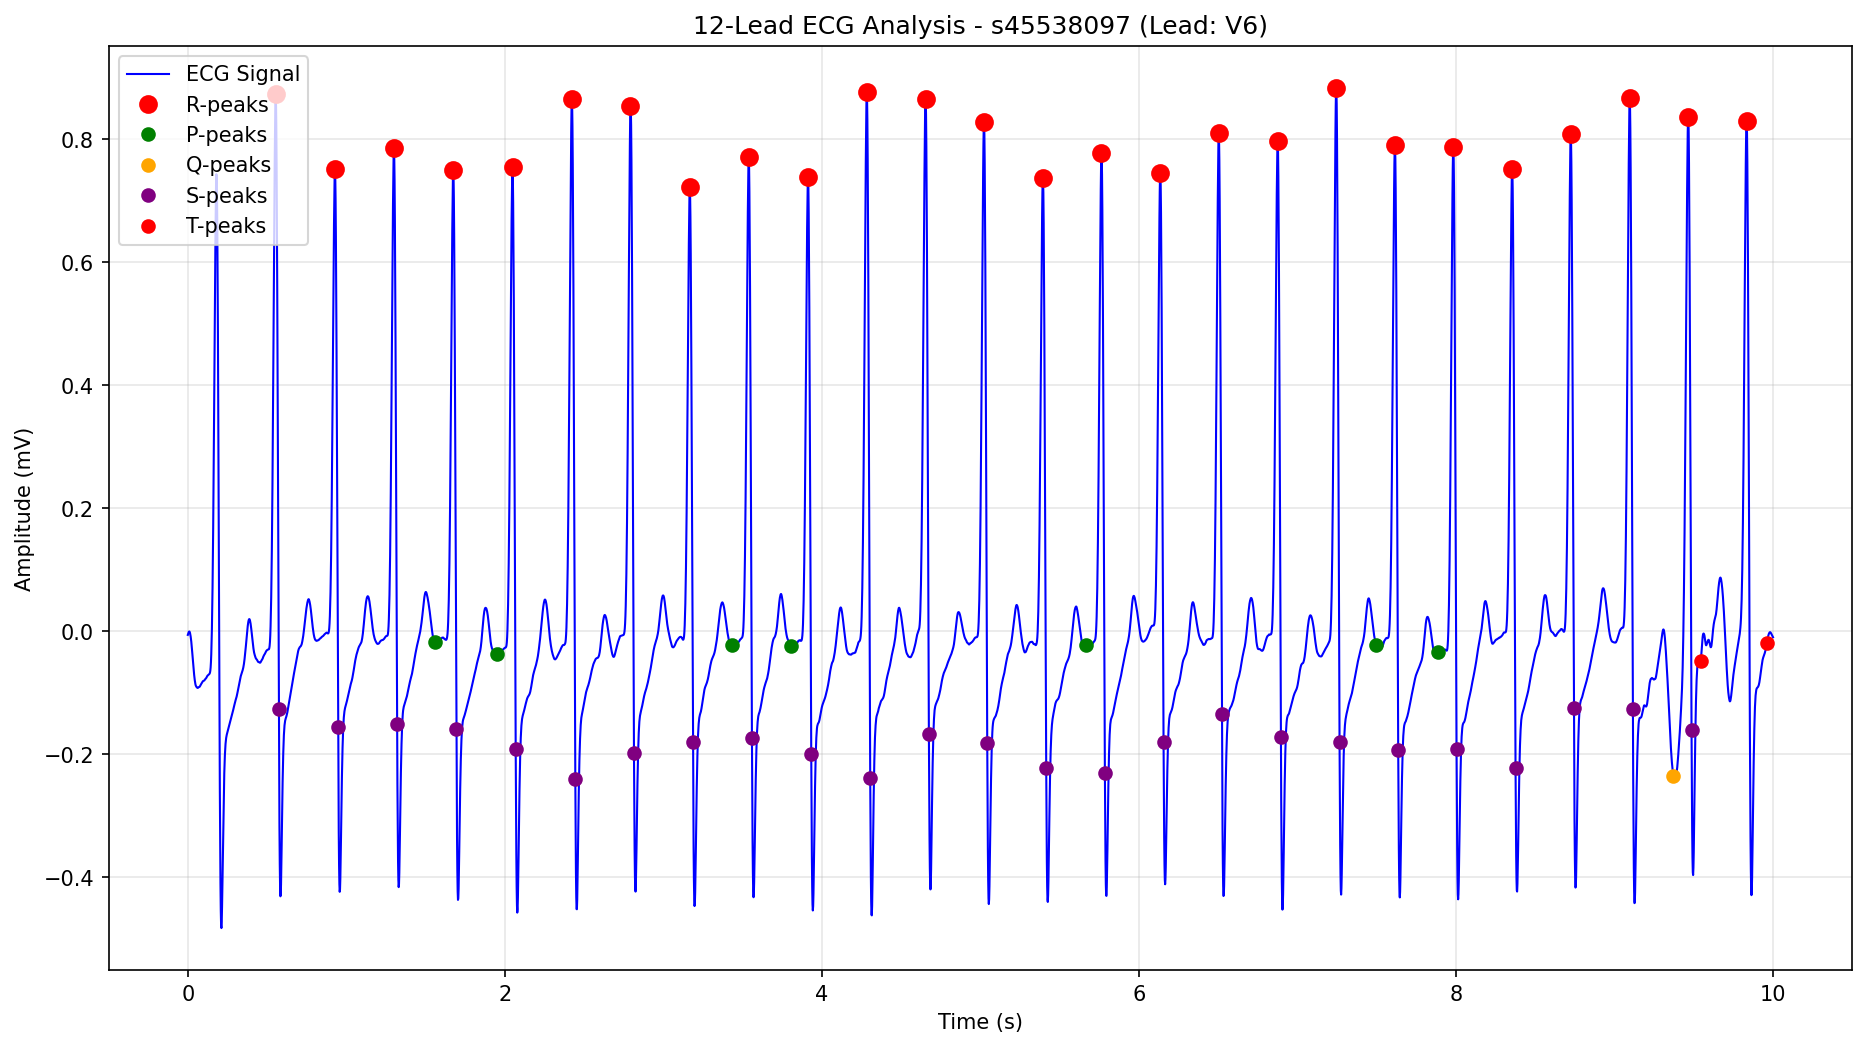 12-Lead ECG Analysis - s45538097 (Lead: V6)
ECG Signal
R-peaks
P-peaks
Q-peaks
S-peaks
T-peaks
0.8
0.6
0.4
0.2
0.0
−0.2
−0.4
Amplitude (mV)
0 2 4 6 8 10
Time (s)